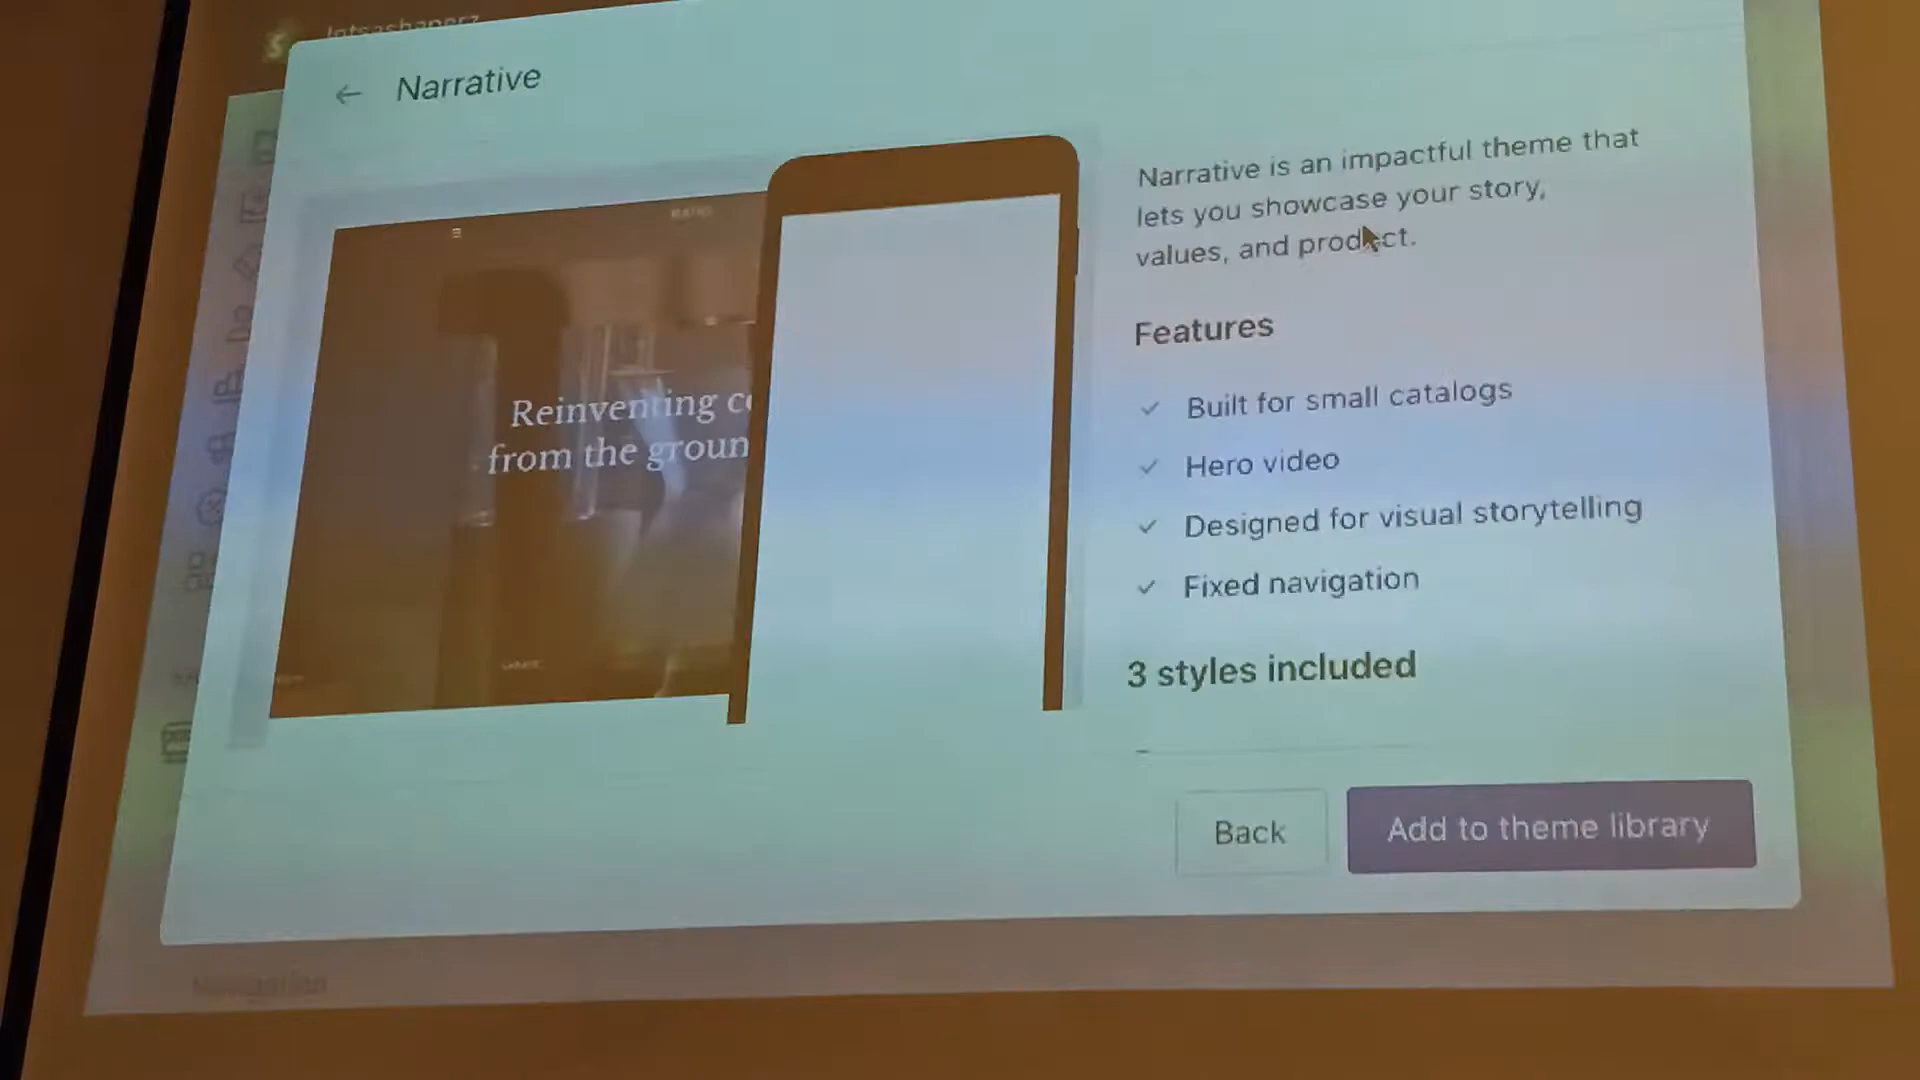 Narrative
Narrative is an impactful theme that
lets you showcase your story,
values, and product.
Reinventing
from the groun
Features
Built for small catalogs
Hero video
Designed for visual storytelling
Fixed navigation
3 styles included
Back
Add to theme library
Navigation